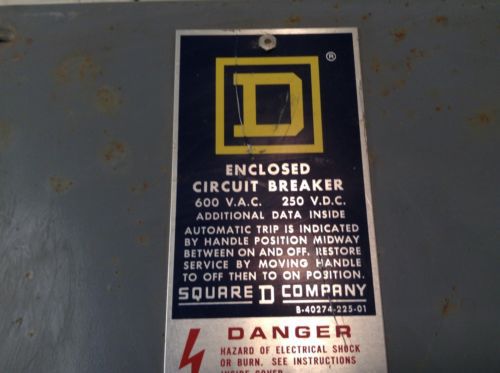 D ®
ENCLOSED
CIRCUIT BREAKER
600 V.A.C. 250 V.D.C.
ADDITIONAL DATA INSIDE
AUTOMATIC TRIP IS INDICATED
BY HANDLE POSITION MIDWAY
BETWEEN ON AND OFF. RESTORE
SERVICE BY MOVING HANDLE
TO OFF THEN TO ON POSITION.
SQUARE D COMPANY
B-40274-225-01
DANGER
HAZARD OF ELECTRICAL SHOCK
OR BURN. SEE INSTRUCTIONS
INSIDE COVER